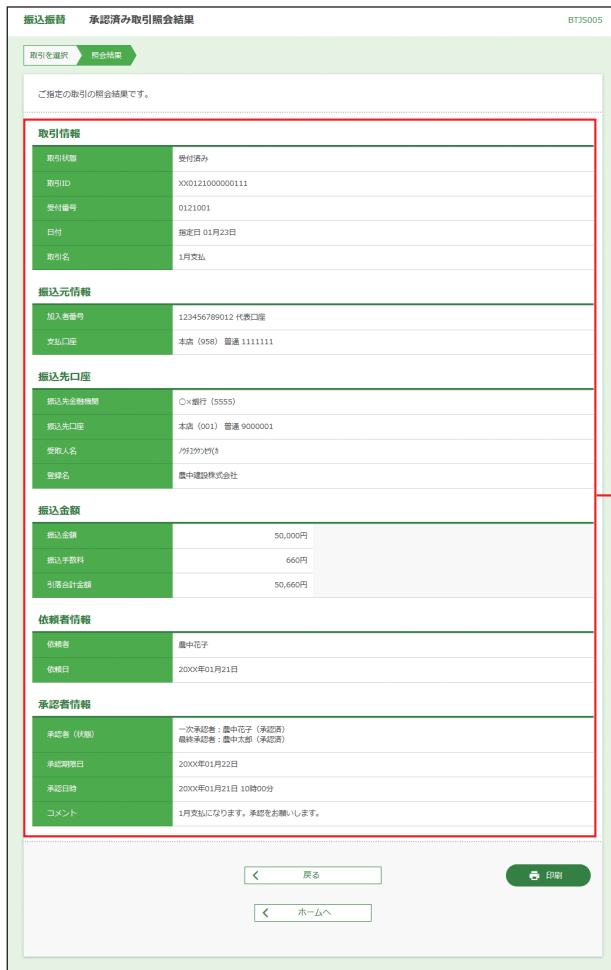 振込振替 承認済み取引照会結果 BTJS005
取引を選択 照会結果
ご指定の取引の照会結果です。
取引情報
取引状態 受付済み
取引ID XX0121000000111
受付番号 0121001
日付 指定日 01月23日
取引名 1月支払
振込元情報
加入者番号 123456789012 代表口座
支払口座 本店（958） 普通 1111111
振込先口座
振込先金融機関 ○×銀行（5555）
振込先口座 本店（001） 普通 9000001
受取人名
登録名 農中建設株式会社
振込金額
振込金額 50,000円
振込手数料 660円
引落合計金額 50,660円
依頼者情報
依頼者 農中花子
依頼日 20XX年01月21日
承認者情報
承認者（状態） 一次承認者：農中花子（承認済）
最終承認者：農中太郎（承認済）
承認期限日 20XX年01月22日
承認日時 20XX年01月21日 10時00分
コメント 1月支払になります。承認をお願いします。
戻る 印刷
ホームへ